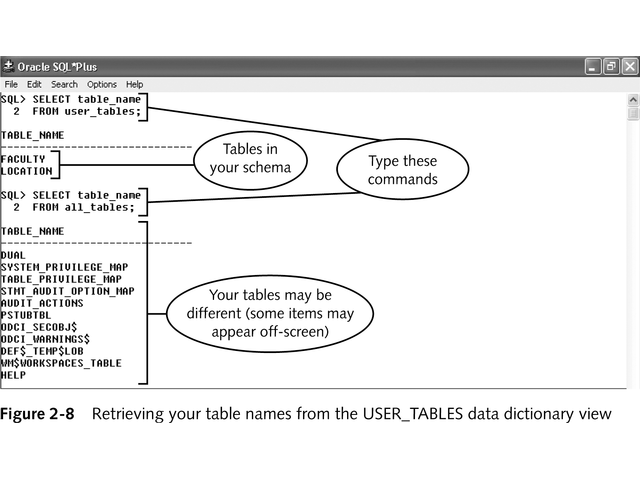 Oracle SQL*Plus
File Edit Search Options Help
SQL> SELECT table_name
2 FROM user_tables;
TABLE_NAME
------------------------------
FACULTY
LOCATION
Tables in
your schema
Type these
commands
SQL> SELECT table_name
2 FROM all_tables;
TABLE_NAME
------------------------------
DUAL
SYSTEM_PRIVILEGE_MAP
TABLE_PRIVILEGE_MAP
STMT_AUDIT_OPTION_MAP
AUDIT_ACTIONS
PSTUBTBL
ODCI_SECOBJ$
ODCI_WARNINGS$
DEF$_TEMP$LOB
WM$WORKSPACES_TABLE
HELP
Your tables may be
different (some items may
appear off-screen)
Figure 2-8 Retrieving your table names from the USER_TABLES data dictionary view